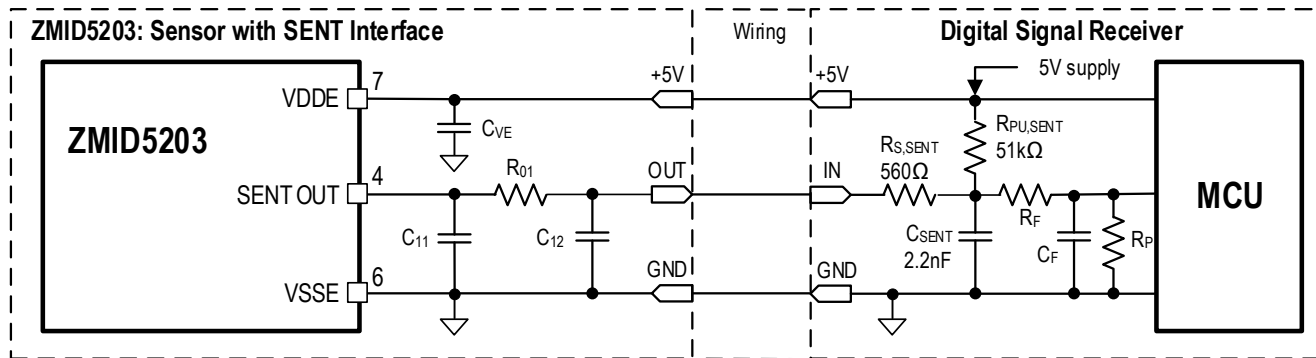 ZMID5203: Sensor with SENT Interface
Wiring
Digital Signal Receiver
7
+5V
+5V
5V supply
VDDE
CVE
RPU,SENT
51kΩ
ZMID5203
RS,SENT
560Ω
4
R01
OUT
IN
SENT OUT
MCU
RF
C11
C12
CSENT
2.2nF
CF
RP
6
GND
GND
VSSE